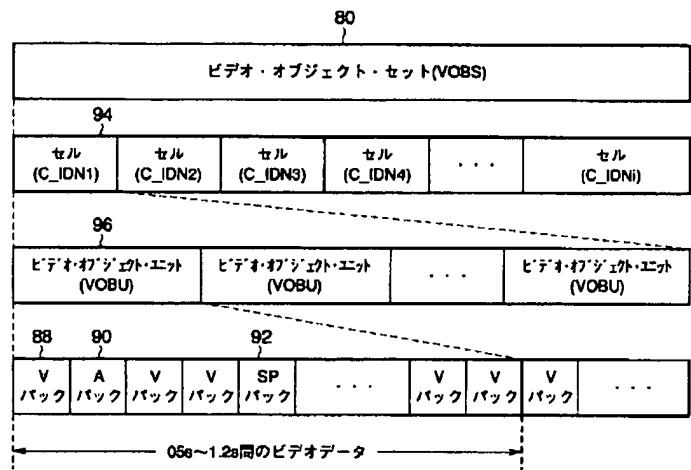 80
ビデオ・オブジェクト・セット(VOBS)
94
セル (C_IDN1) セル (C_IDN2) セル (C_IDN3) セル (C_IDN4) ・・・ セル (C_IDNi)
96
ビデオ・オブジェクト・ユニット (VOBU) ビデオ・オブジェクト・ユニット (VOBU) ・・・ ビデオ・オブジェクト・ユニット (VOBU)
88 90 92
V パック A パック V パック V パック SP パック ・・・ V パック V パック V パック ・・・
05s～1.2s間のビデオデータ